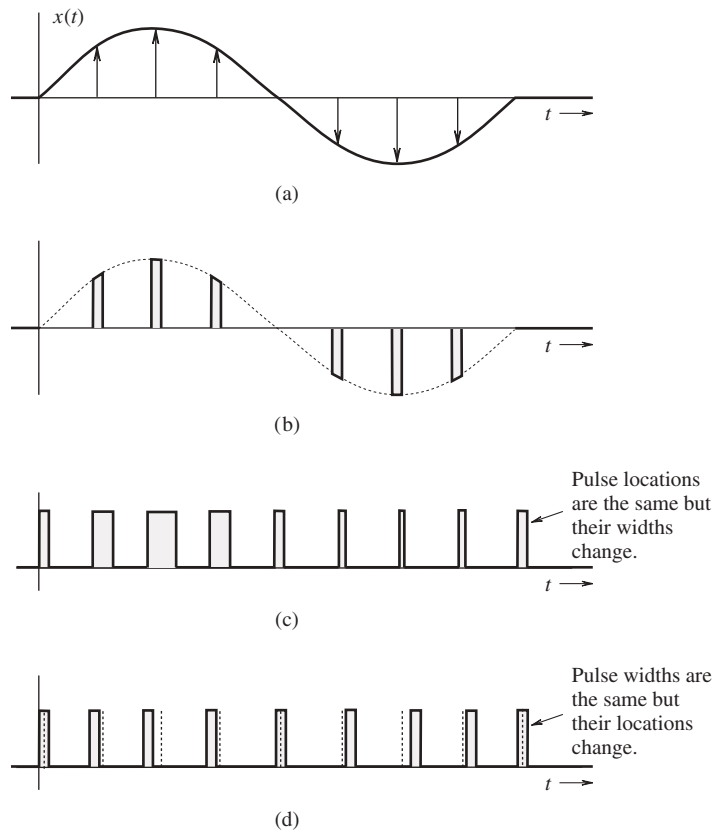 x(t)
t
(a)
t
(b)
Pulse locations
are the same but
their widths
change.
t
(c)
Pulse widths are
the same but
their locations
change.
t
(d)